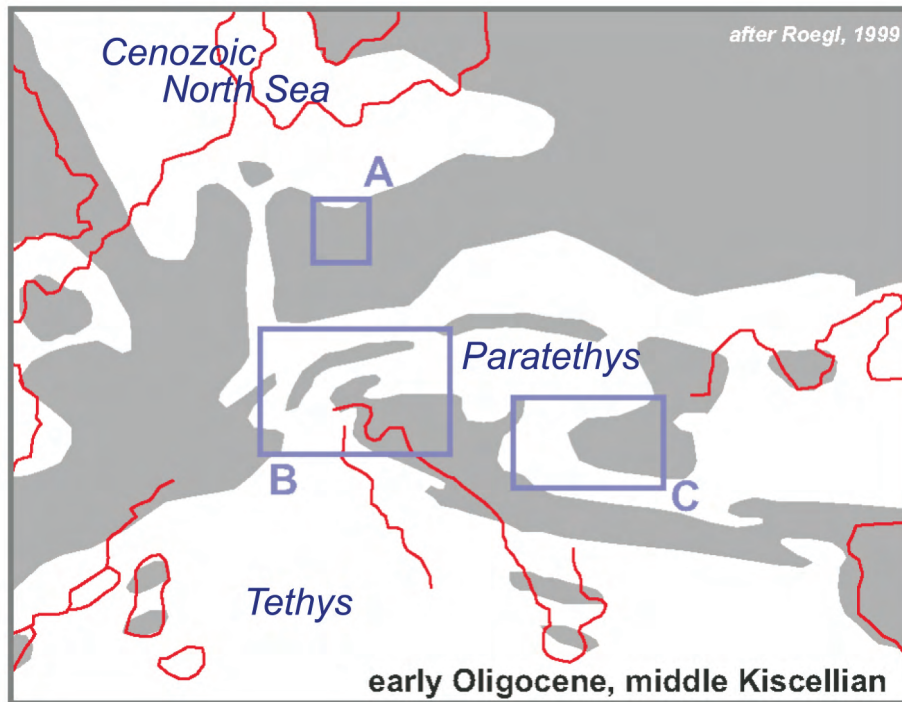 after Roegl, 1999
Cenozoic
North Sea
A
Paratethys
B
C
Tethys
early Oligocene, middle Kiscellian